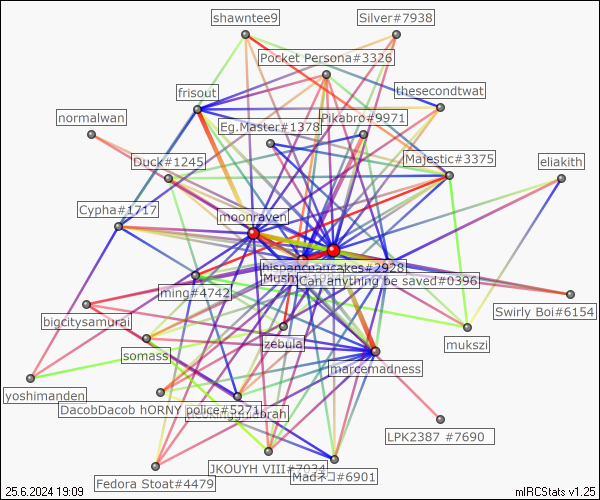 shawntee9
Silver#7938
Pocket Persona#3326
frisout
thesecondtwat
normalwan
Eg.Master#1378
Pikabro#9971
Duck#1245
Majestic#3375
eliakith
Cypha#1717
moonraven
hispancpancakes#2928
Can anything be saved#0396
ming#4742
bigcitysamurai
Swirly Boi#6154
zebula
mukszi
somass
marcemadness
yoshimanden
DacobDacob hORNY police#5271
LPK2387 #7690
JKOUYH VIII#7934
Madネコ#6901
Fedora Stoat#4479
25.6.2024 19:09
mIRCStats v1.25